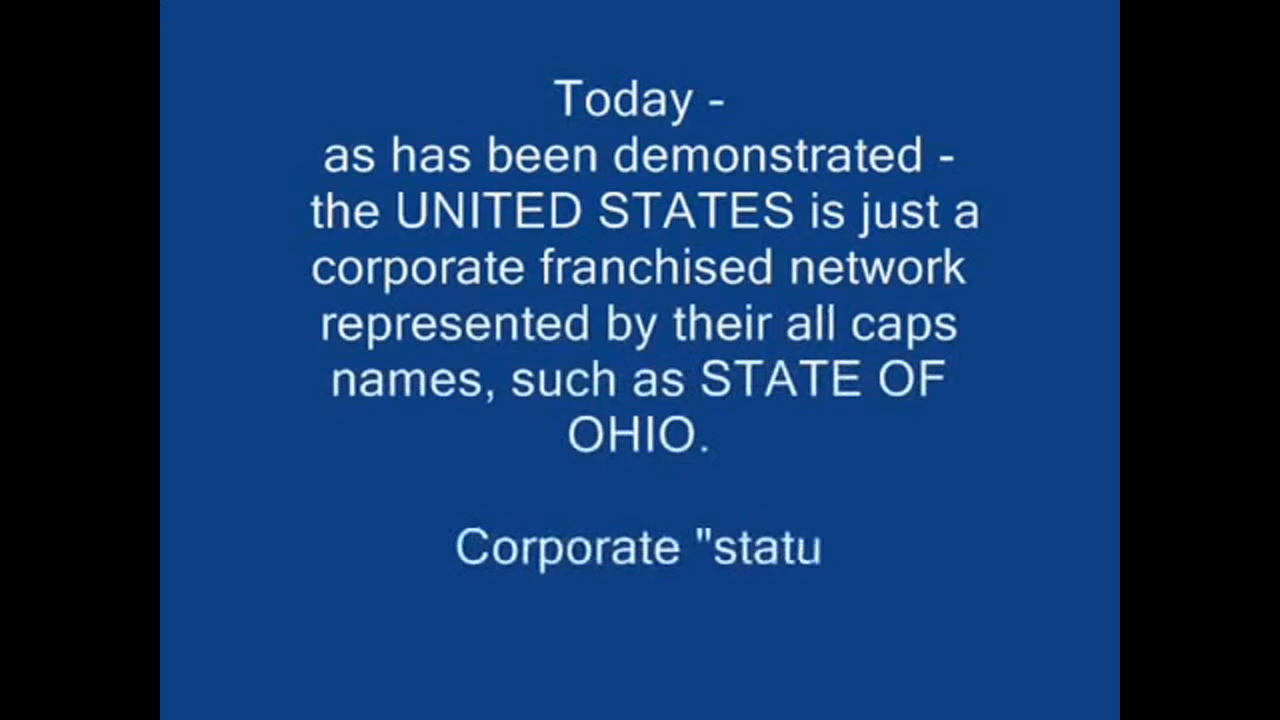 Today -
as has been demonstrated -
the UNITED STATES is just a
corporate franchised network
represented by their all caps
names, such as STATE OF
OHIO.
Corporate "statu